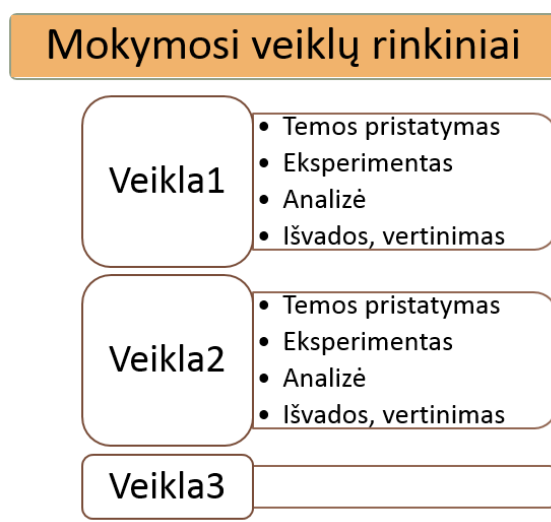 Mokymosi veiklų rinkiniai
Veikla1
• Temos pristatymas
• Eksperimentas
• Analizė
• Išvados, vertinimas
Veikla2
• Temos pristatymas
• Eksperimentas
• Analizė
• Išvados, vertinimas
Veikla3